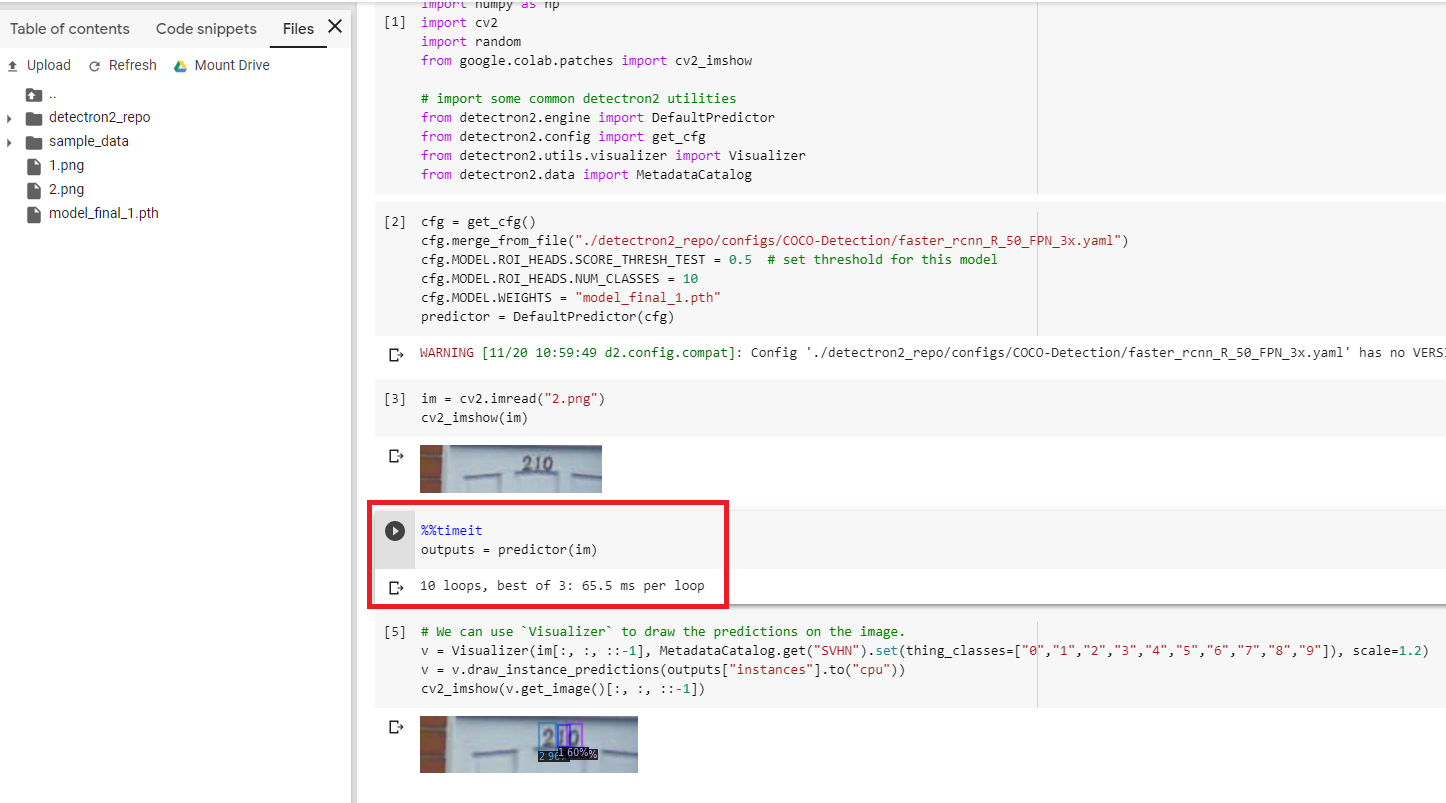 Table of contents Code snippets Files
Upload Refresh Mount Drive
..
detectron2_repo
sample_data
1.png
2.png
model_final_1.pth
import numpy as np
[1] import cv2
import random
from google.colab.patches import cv2_imshow
# import some common detectron2 utilities
from detectron2.engine import DefaultPredictor
from detectron2.config import get_cfg
from detectron2.utils.visualizer import Visualizer
from detectron2.data import MetadataCatalog
[2] cfg = get_cfg()
cfg.merge_from_file("./detectron2_repo/configs/COCO-Detection/faster_rcnn_R_50_FPN_3x.yaml")
cfg.MODEL.ROI_HEADS.SCORE_THRESH_TEST = 0.5 # set threshold for this model
cfg.MODEL.ROI_HEADS.NUM_CLASSES = 10
cfg.MODEL.WEIGHTS = "model_final_1.pth"
predictor = DefaultPredictor(cfg)
WARNING [11/20 10:59:49 d2.config.compat]: Config './detectron2_repo/configs/COCO-Detection/faster_rcnn_R_50_FPN_3x.yaml' has no VERSI
[3] im = cv2.imread("2.png")
cv2_imshow(im)
210
%%timeit
outputs = predictor(im)
10 loops, best of 3: 65.5 ms per loop
[5] # We can use `Visualizer` to draw the predictions on the image.
v = Visualizer(im[:, :, ::-1], MetadataCatalog.get("SVHN").set(thing_classes=["0","1","2","3","4","5","6","7","8","9"]), scale=1.2)
v = v.draw_instance_predictions(outputs["instances"].to("cpu"))
cv2_imshow(v.get_image()[:, :, ::-1])
210
1 60%